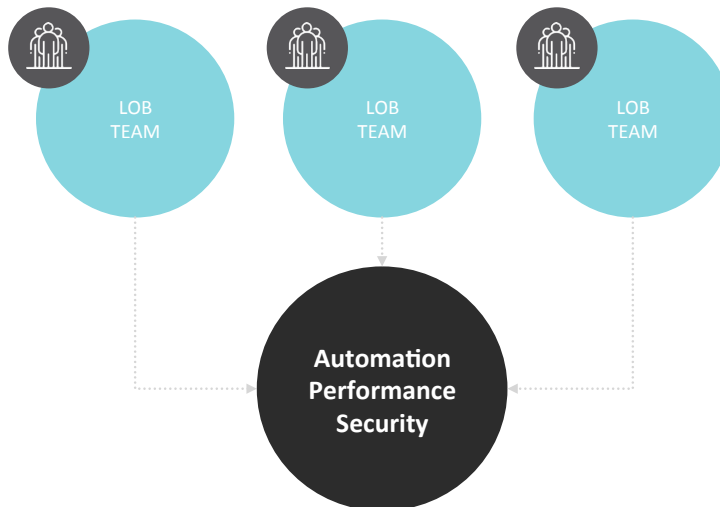 LOB
TEAM
LOB
TEAM
LOB
TEAM
Automation
Performance
Security